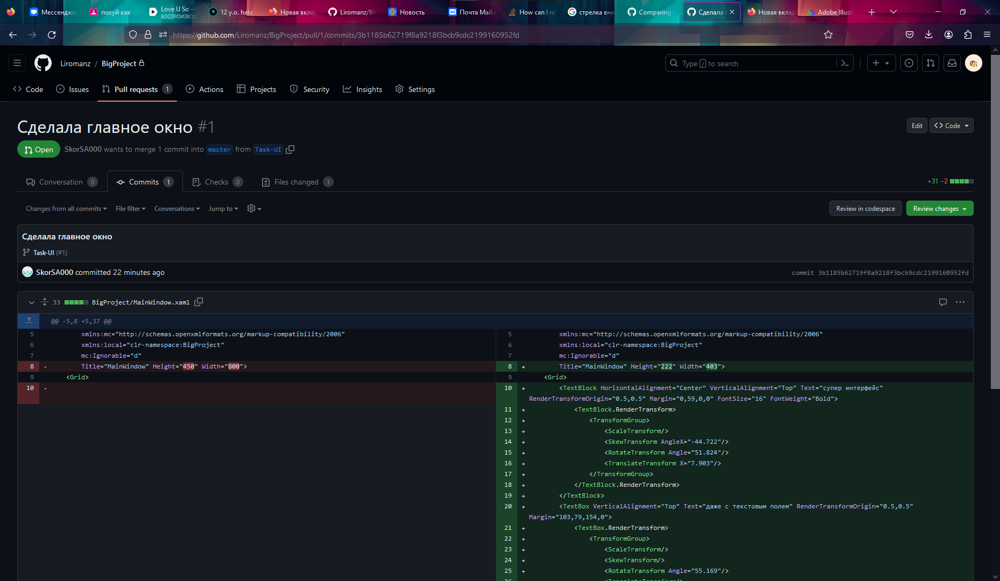 Мессендже
похуй как
Love U So —
ВОСПРОИЗВОД
12 y.o. hate
Новая вкла
Liromanz/Bi
Новость
Почта Mail.r
How can I re
стрелка вни
Comparing
Сделала г
Новая вклад
Adobe Illustr
https://github.com/Liromanz/BigProject/pull/1/commits/3b1185b62719f8a9218f3bcb9cdc2199160952fd
Liromanz / BigProject
Type / to search
Code
Issues
Pull requests 1
Actions
Projects
Security
Insights
Settings
Сделала главное окно #1
Edit
Code
Open
SkorSA000 wants to merge 1 commit into master from Task-UI
Conversation 0
Commits 1
Checks 0
Files changed 1
+31 −2
Changes from all commits
File filter
Conversations
Jump to
Review in codespace
Review changes
Сделала главное окно
Task-UI (#1)
SkorSA000 committed 22 minutes ago
commit 3b1185b62719f8a9218f3bcb9cdc2199160952fd
33 BigProject/MainWindow.xaml
@@ -5,8 +5,37 @@
5 xmlns:mc="http://schemas.openxmlformats.org/markup-compatibility/2006"
6 xmlns:local="clr-namespace:BigProject"
7 mc:Ignorable="d"
8 - Title="MainWindow" Height="450" Width="800">
9 <Grid>
10 -
5 xmlns:mc="http://schemas.openxmlformats.org/markup-compatibility/2006"
6 xmlns:local="clr-namespace:BigProject"
7 mc:Ignorable="d"
8 + Title="MainWindow" Height="222" Width="403">
9 <Grid>
10 + <TextBlock HorizontalAlignment="Center" VerticalAlignment="Top" Text="супер интерфейс"
RenderTransformOrigin="0.5,0.5" Margin="0,59,0,0" FontSize="16" FontWeight="Bold">
11 + <TextBlock.RenderTransform>
12 + <TransformGroup>
13 + <ScaleTransform/>
14 + <SkewTransform AngleX="-44.722"/>
15 + <RotateTransform Angle="51.824"/>
16 + <TranslateTransform X="7.903"/>
17 + </TransformGroup>
18 + </TextBlock.RenderTransform>
19 + </TextBlock>
20 + <TextBox VerticalAlignment="Top" Text="даже с текстовым полем" RenderTransformOrigin="0.5,0.5"
Margin="103,79,154,0">
21 + <TextBox.RenderTransform>
22 + <TransformGroup>
23 + <ScaleTransform/>
24 + <SkewTransform/>
25 + <RotateTransform Angle="55.169"/>
26 + <TranslateTransform/>